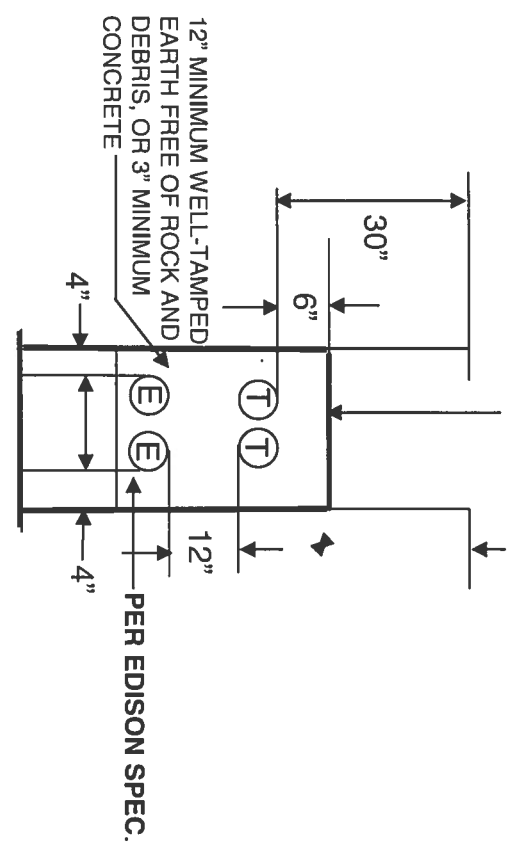 30"
6"
12" MINIMUM WELL-TAMPED
EARTH FREE OF ROCK AND
DEBRIS, OR 3" MINIMUM
CONCRETE
T T
12"
E E
4"
4"
PER EDISON SPEC.